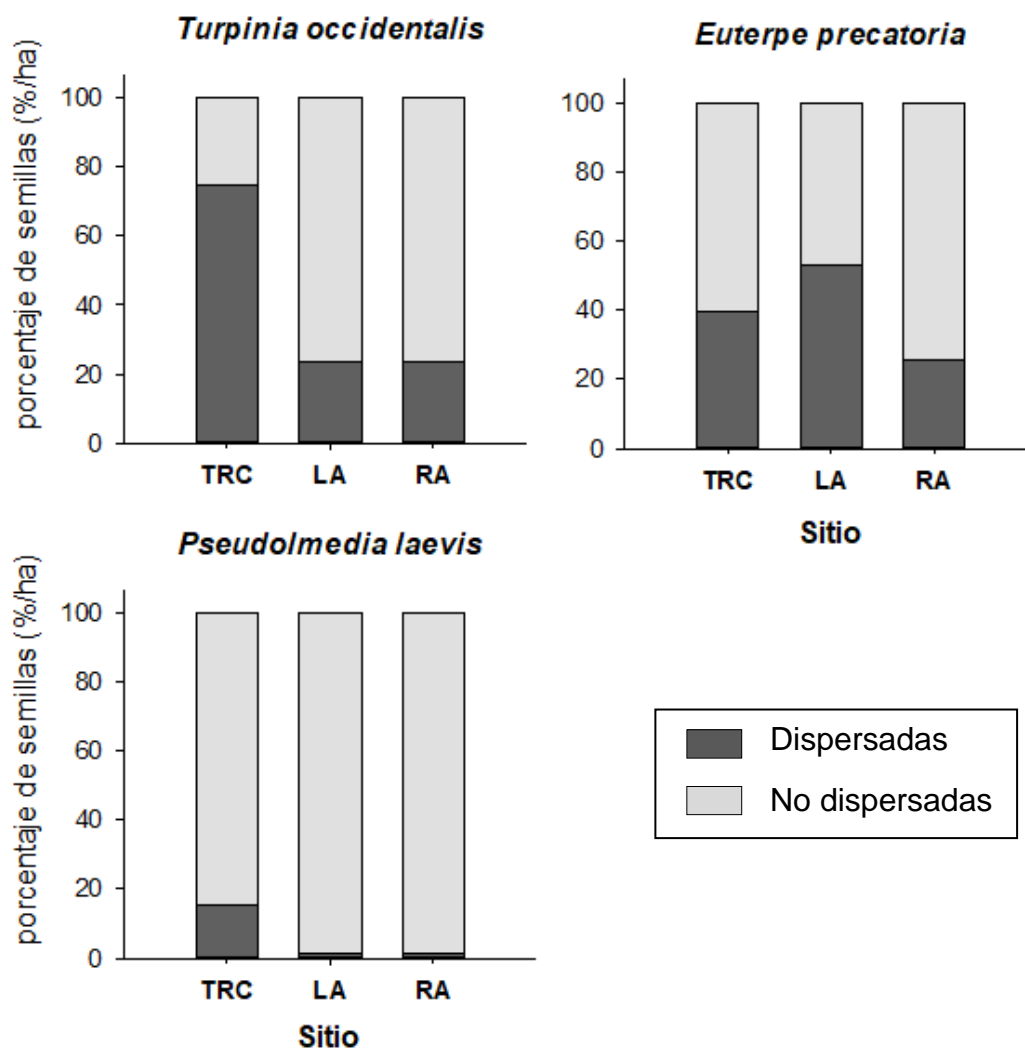 Turpinia occidentalis
porcentaje de semillas (%/ha)
100
80
60
40
20
0
TRC LA RA
Euterpe precatoria
100
80
60
40
20
0
TRC LA RA
Sitio
Pseudolmedia laevis
porcentaje de semillas (%/ha)
100
80
60
40
20
0
TRC LA RA
Sitio
Dispersadas
No dispersadas